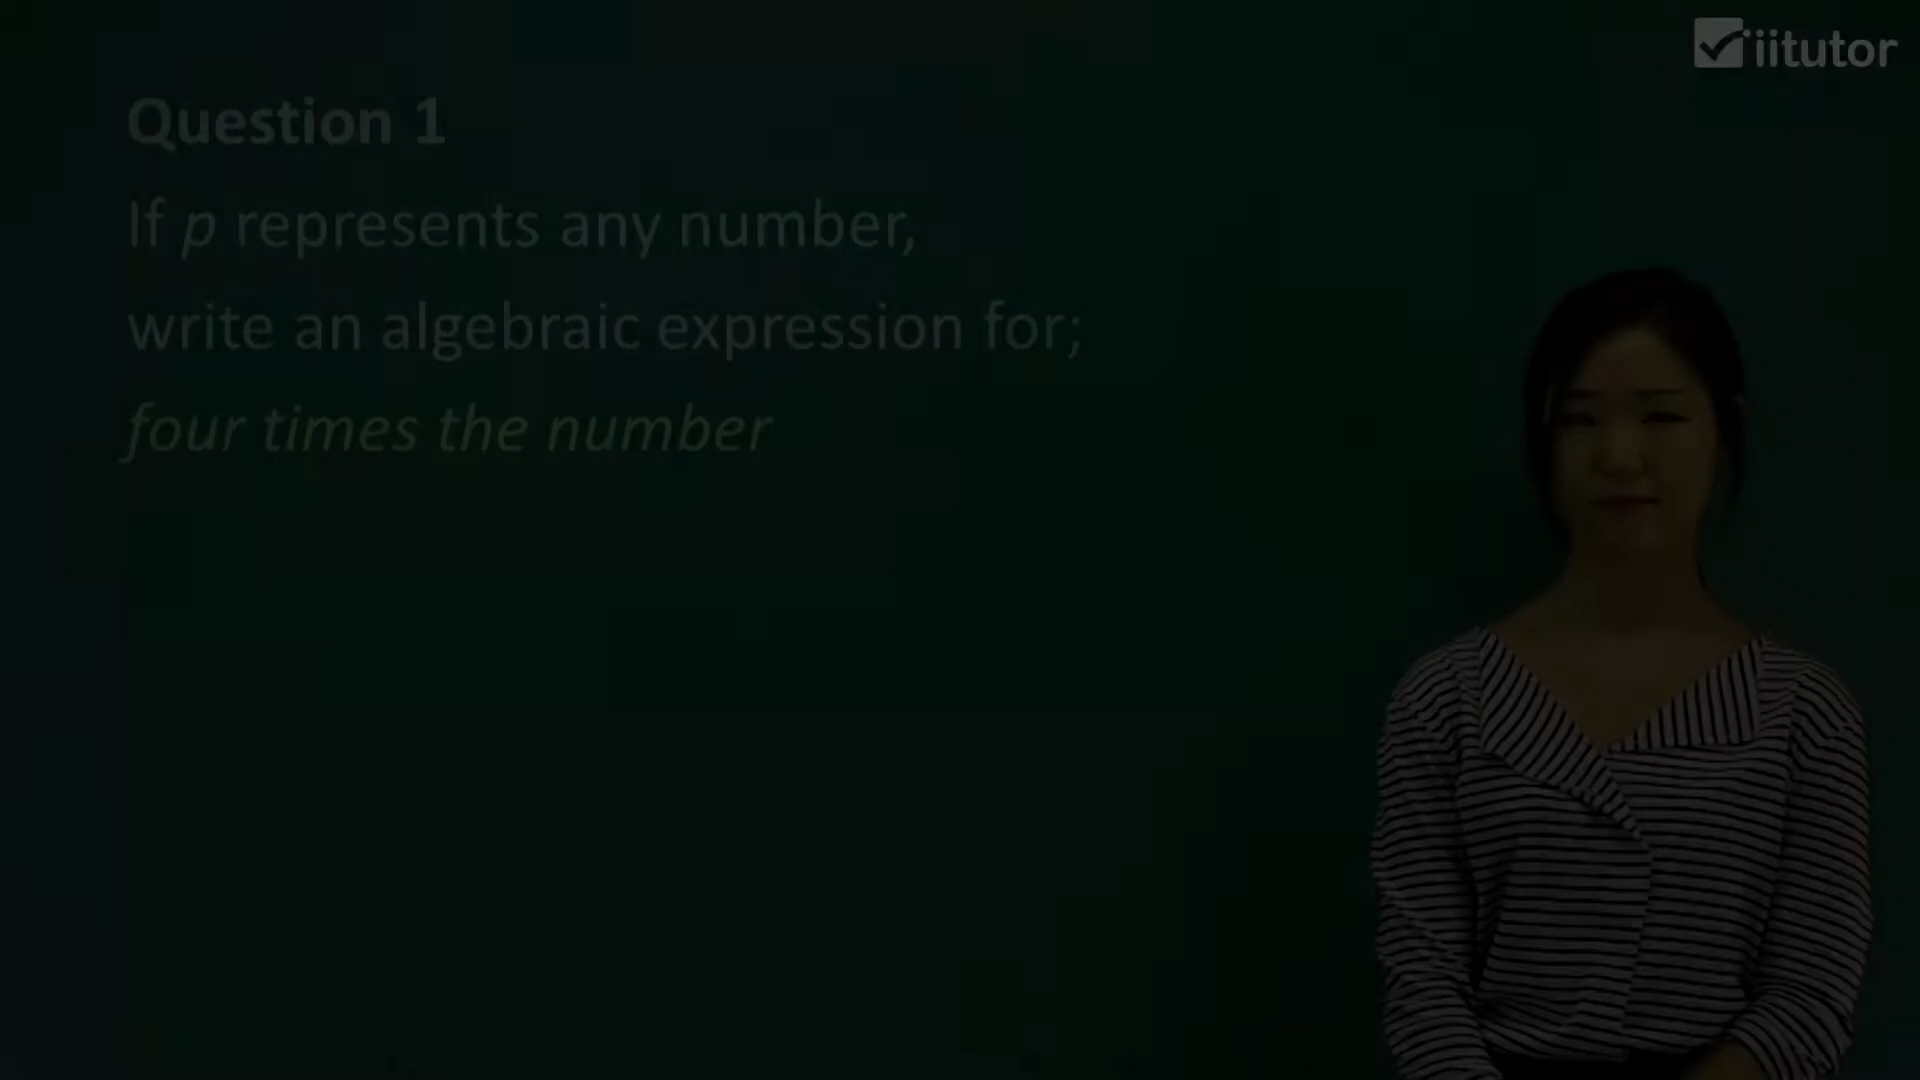 iitutor
Question 1
If p represents any number,
write an algebraic expression for;
four times the number